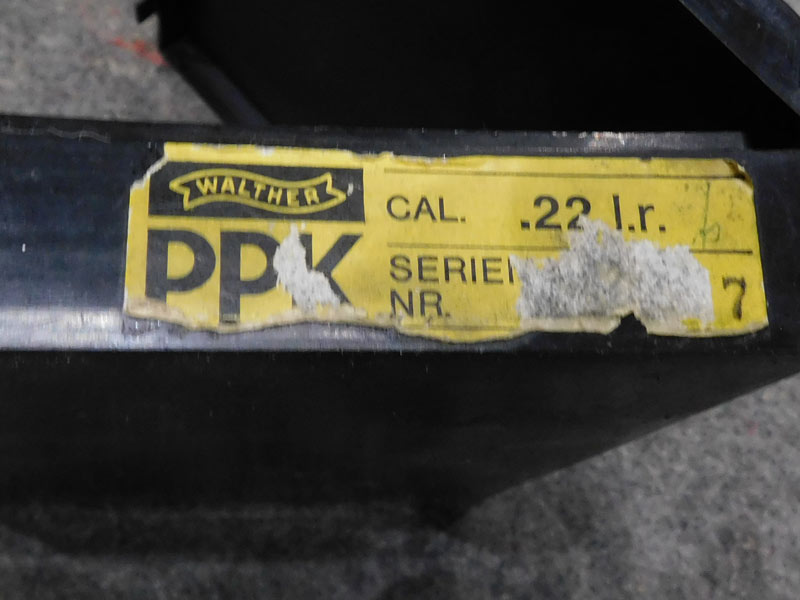 WALTHER
PPK
CAL. .22 l.r.
SERIE
NR. 7